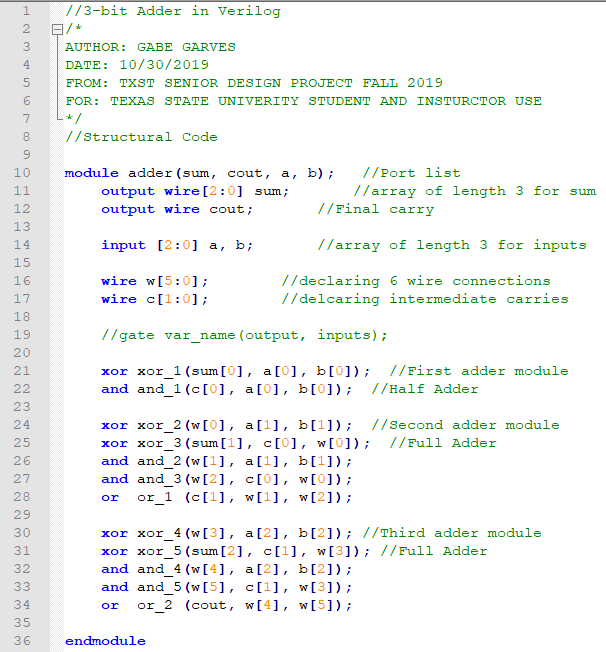 1 //3-bit Adder in Verilog
2 /*
3 AUTHOR: GABE GARVES
4 DATE: 10/30/2019
5 FROM: TXST SENIOR DESIGN PROJECT FALL 2019
6 FOR: TEXAS STATE UNIVERITY STUDENT AND INSTURCTOR USE
7 */
8 //Structural Code
9
10 module adder(sum, cout, a, b);   //Port list
11     output wire[2:0] sum;       //array of length 3 for sum
12     output wire cout;       //Final carry
13
14     input [2:0] a, b;       //array of length 3 for inputs
15
16     wire w[5:0];        //declaring 6 wire connections
17     wire c[1:0];        //delcaring intermediate carries
18
19     //gate var_name(output, inputs);
20
21     xor xor_1(sum[0], a[0], b[0]);  //First adder module
22     and and_1(c[0], a[0], b[0]);  //Half Adder
23
24     xor xor_2(w[0], a[1], b[1]);  //Second adder module
25     xor xor_3(sum[1], c[0], w[0]);  //Full Adder
26     and and_2(w[1], a[1], b[1]);
27     and and_3(w[2], c[0], w[0]);
28     or  or_1 (c[1], w[1], w[2]);
29
30     xor xor_4(w[3], a[2], b[2]); //Third adder module
31     xor xor_5(sum[2], c[1], w[3]); //Full Adder
32     and and_4(w[4], a[2], b[2]);
33     and and_5(w[5], c[1], w[3]);
34     or  or_2 (cout, w[4], w[5]);
35
36 endmodule